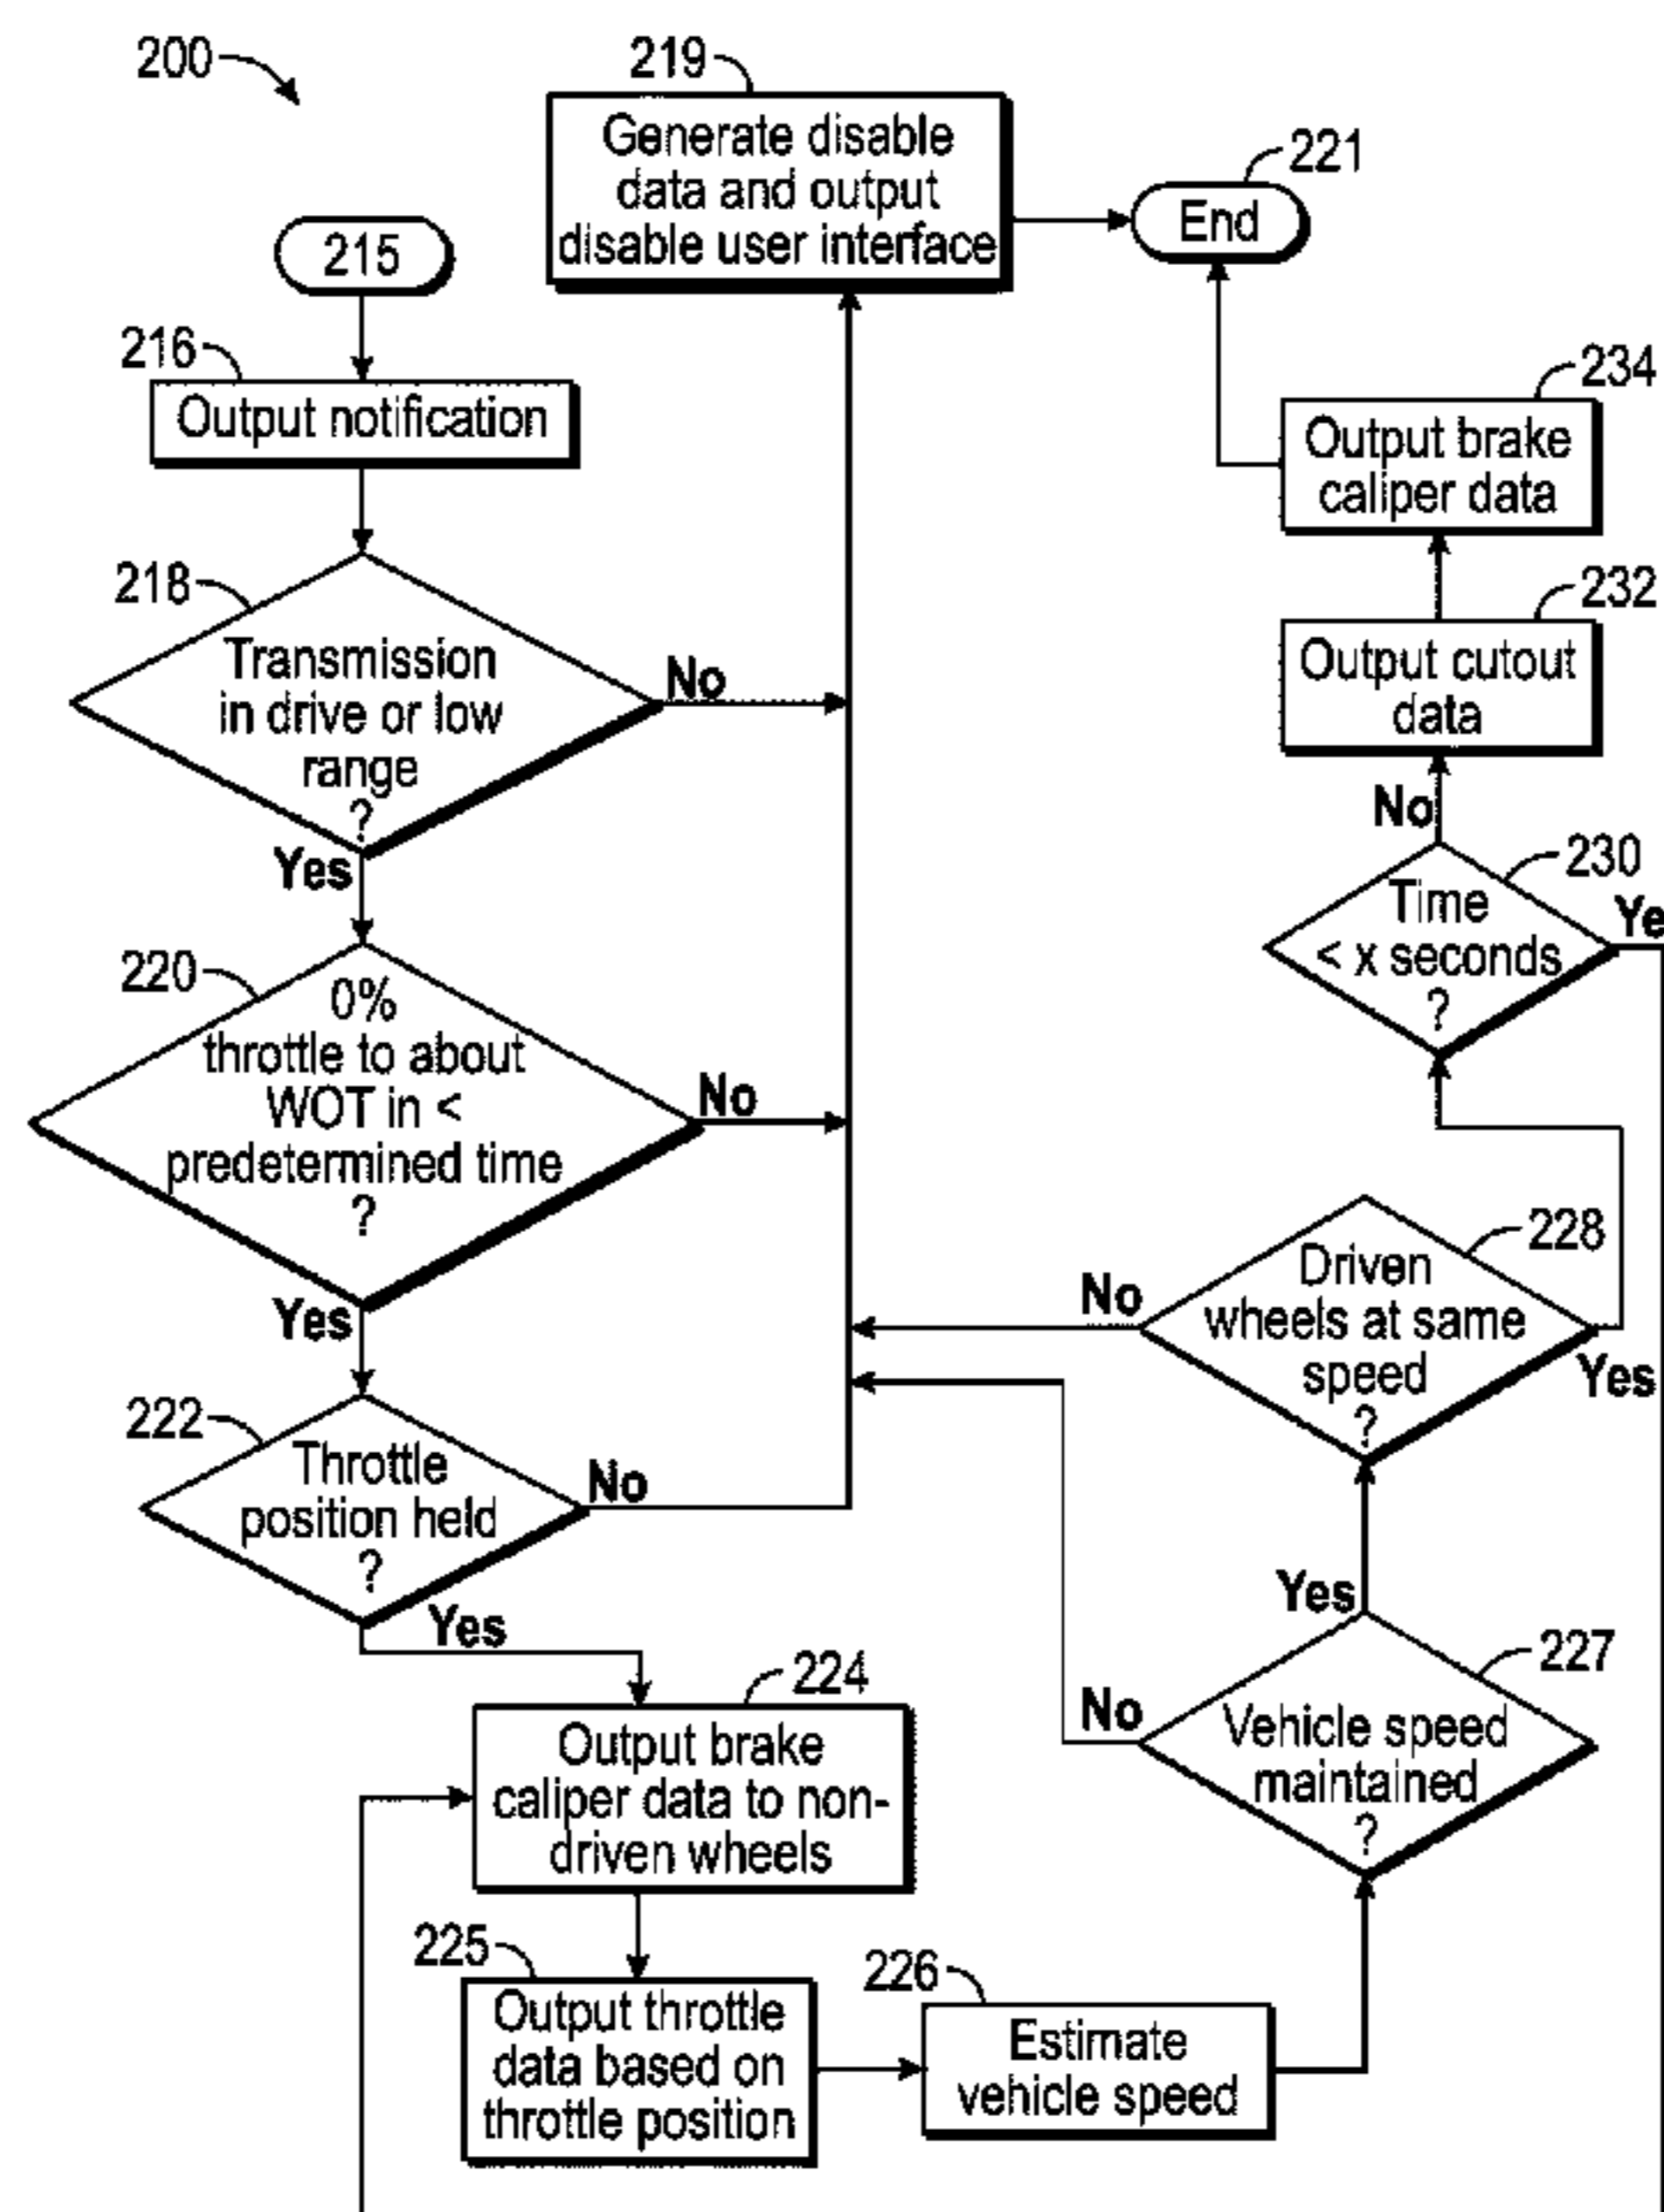 200
219
Generate disable
data and output
disable user interface
221
End
215
216
Output notification
218
Transmission
in drive or low
range
?
No
Yes
220
0%
throttle to about
WOT in <
predetermined time
?
No
Yes
222
Throttle
position held
?
No
Yes
224
Output brake
caliper data to non-
driven wheels
225
Output throttle
data based on
throttle position
226
Estimate
vehicle speed
227
Vehicle speed
maintained
?
No
Yes
228
Driven
wheels at same
speed
?
No
Yes
230
Time
< x seconds
?
Ye
No
232
Output cutout
data
234
Output brake
caliper data